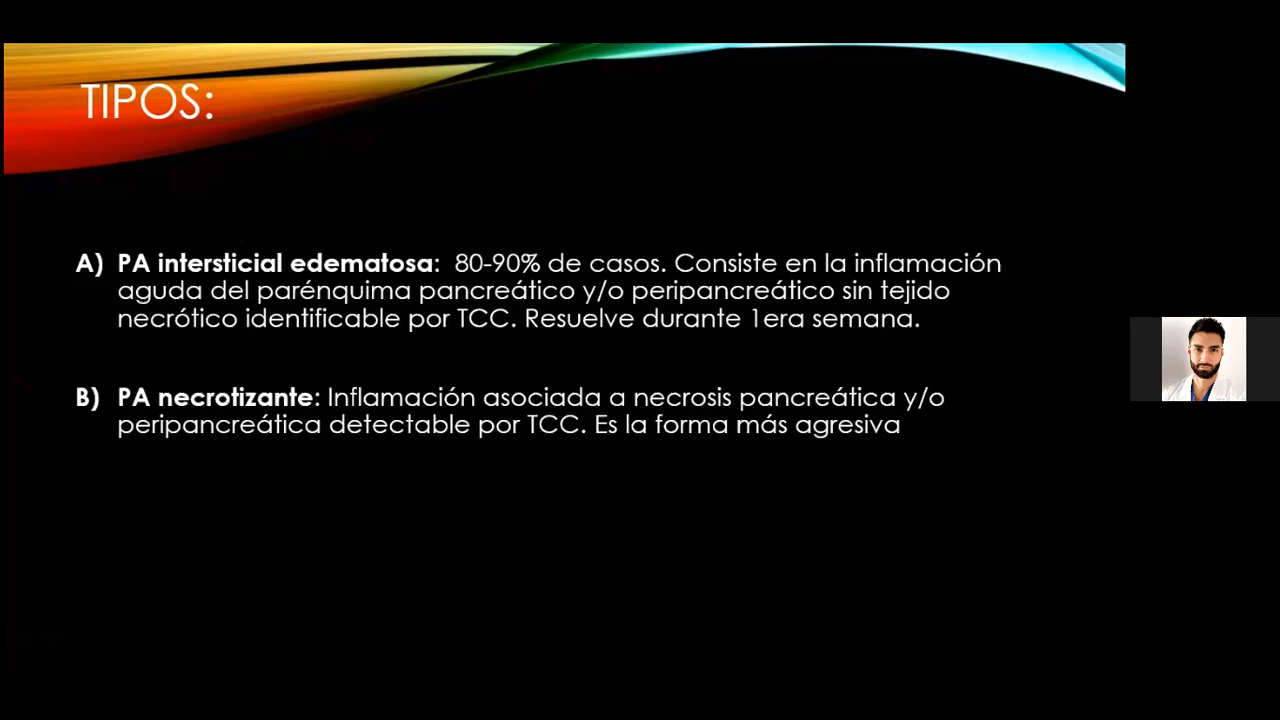 TIPOS:
A) PA intersticial edematosa: 80-90% de casos. Consiste en la inflamación
aguda del parénquima pancreático y/o peripancreático sin tejido
necrótico identificable por TCC. Resuelve durante 1era semana.
B) PA necrotizante: Inflamación asociada a necrosis pancreática y/o
peripancreática detectable por TCC. Es la forma más agresiva